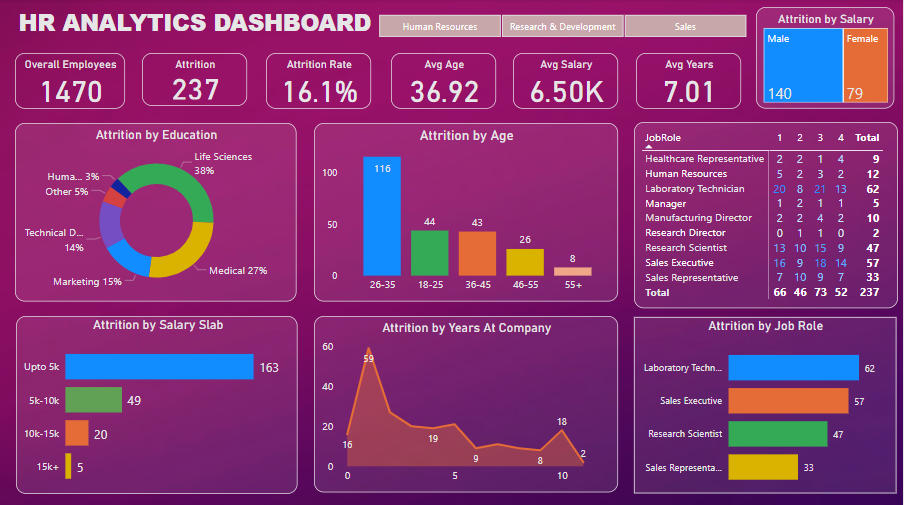 HR ANALYTICS DASHBOARD
Human Resources
Research & Development
Sales
Attrition by Salary
Male
Female
140
79
Overall Employees
1470
Attrition
237
Attrition Rate
16.1%
Avg Age
36.92
Avg Salary
6.50K
Avg Years
7.01
Attrition by Education
Life Sciences
38%
Huma... 3%
Other 5%
Technical D...
14%
Marketing 15%
Medical 27%
Attrition by Age
100
50
0
116
44
43
26
8
26-35
18-25
36-45
46-55
55+
JobRole 1 2 3 4 Total
Healthcare Representative 2 2 1 4 9
Human Resources 5 2 3 2 12
Laboratory Technician 20 8 21 13 62
Manager 1 2 1 1 5
Manufacturing Director 2 2 4 2 10
Research Director 0 1 1 0 2
Research Scientist 13 10 15 9 47
Sales Executive 16 9 18 14 57
Sales Representative 7 10 9 7 33
Total 66 46 73 52 237
Attrition by Salary Slab
Upto 5k 163
5k-10k 49
10k-15k 20
15k+ 5
Attrition by Years At Company
60
40
20
0
59
16
19
9
8
18
2
0
5
10
Attrition by Job Role
Laboratory Techn... 62
Sales Executive 57
Research Scientist 47
Sales Representa... 33